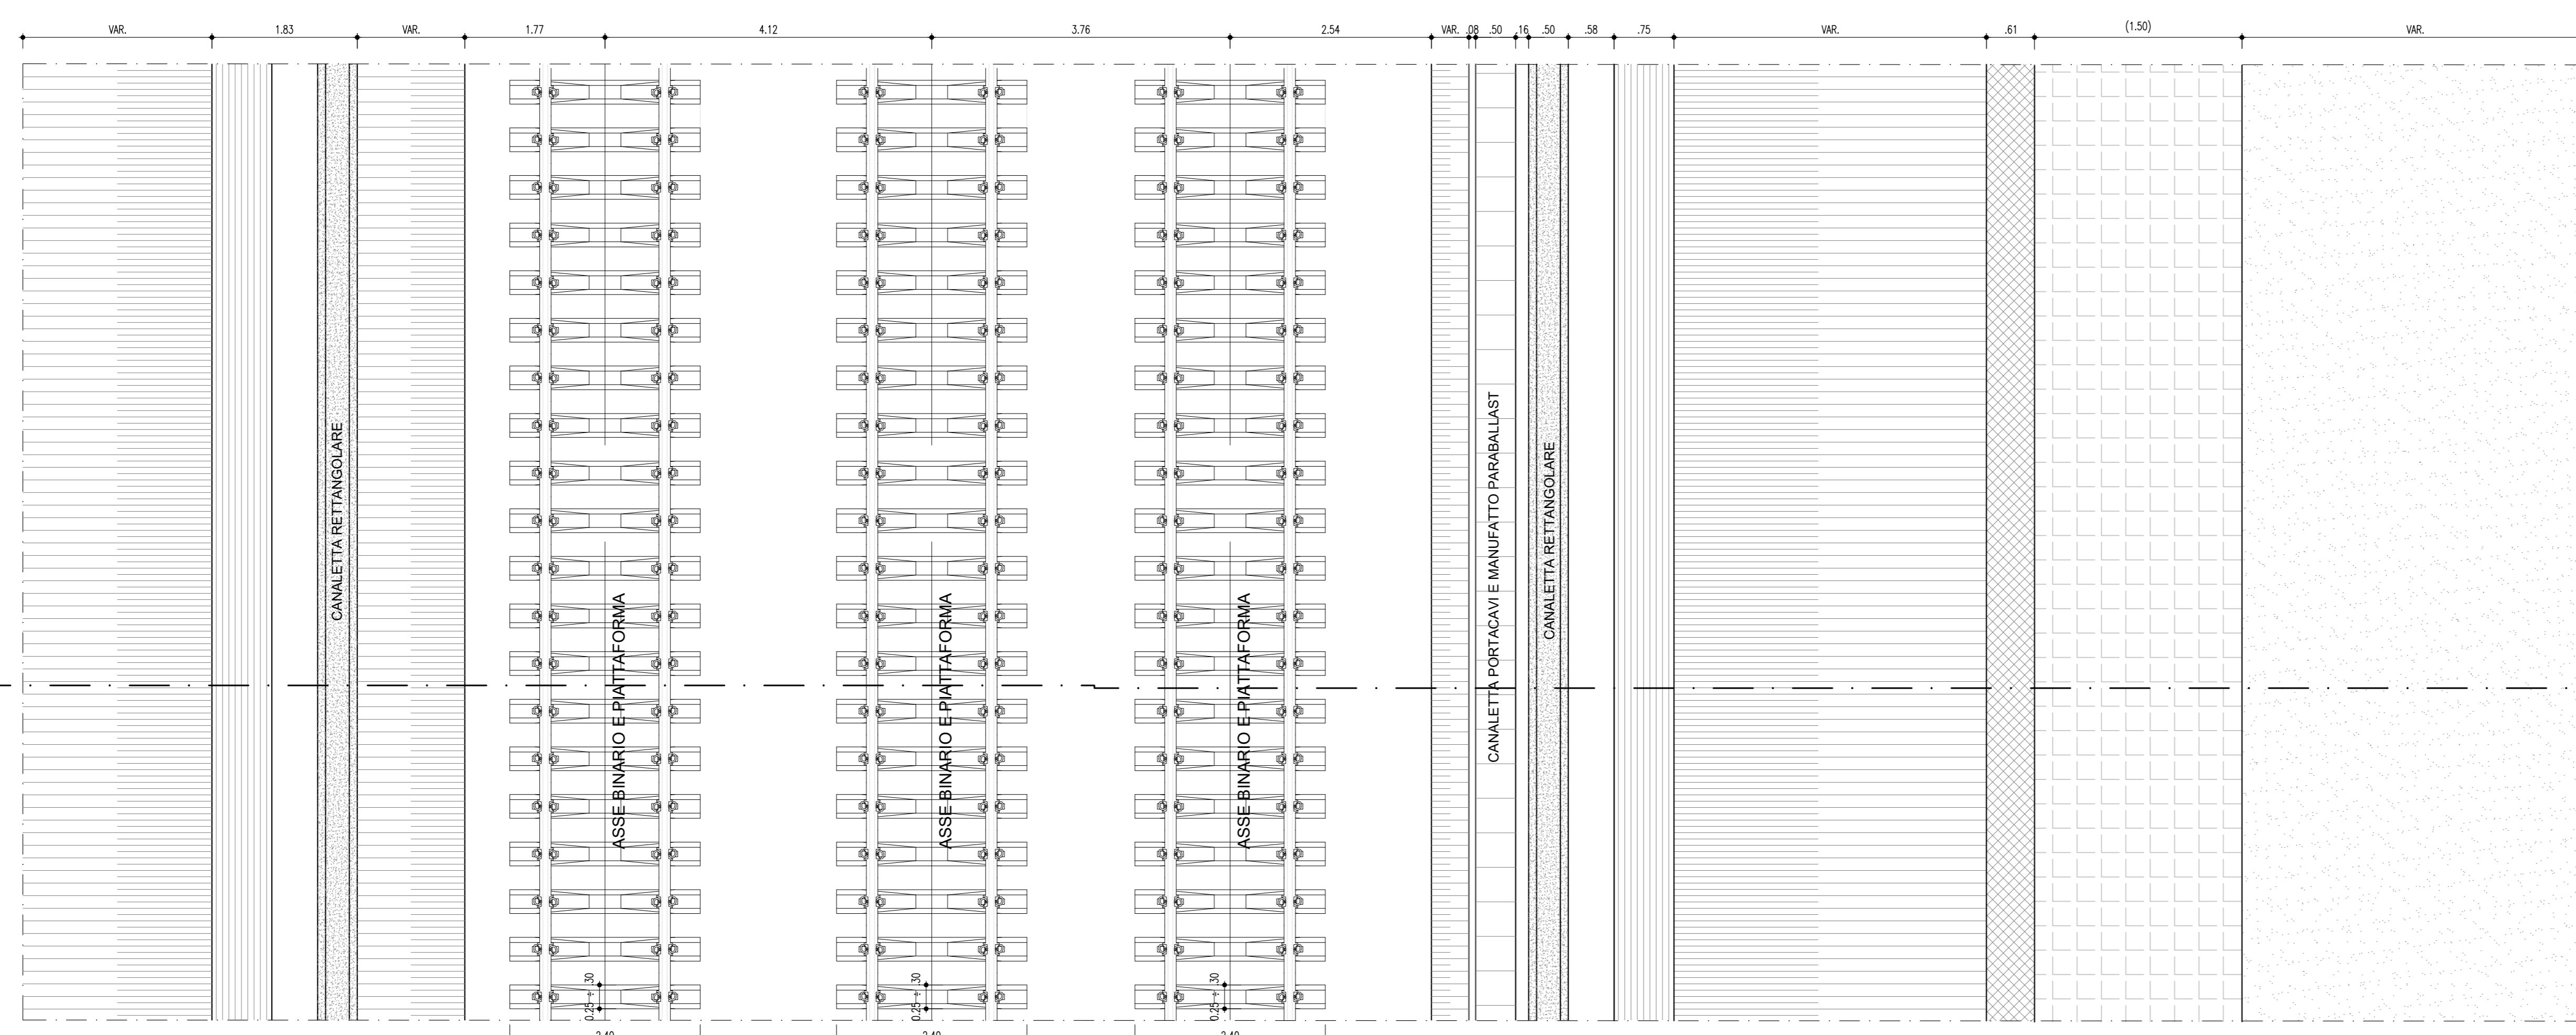 VAR. 1.83 VAR. 1.77 4.12 3.76 2.54 VAR. .08 .50 .16 .50 .58 .75 VAR. .61 (1.50) VAR.
CANALETTA RETTANGOLARE
ASSE BINARIO E PIATTAFORMA
ASSE BINARIO E PIATTAFORMA
ASSE BINARIO E PIATTAFORMA
CANALETTA PORTACAVI E MANUFATTO PARABALLAST
CANALETTA RETTANGOLARE
0.25 ÷ .30
0.25 ÷ .30
0.25 ÷ .30